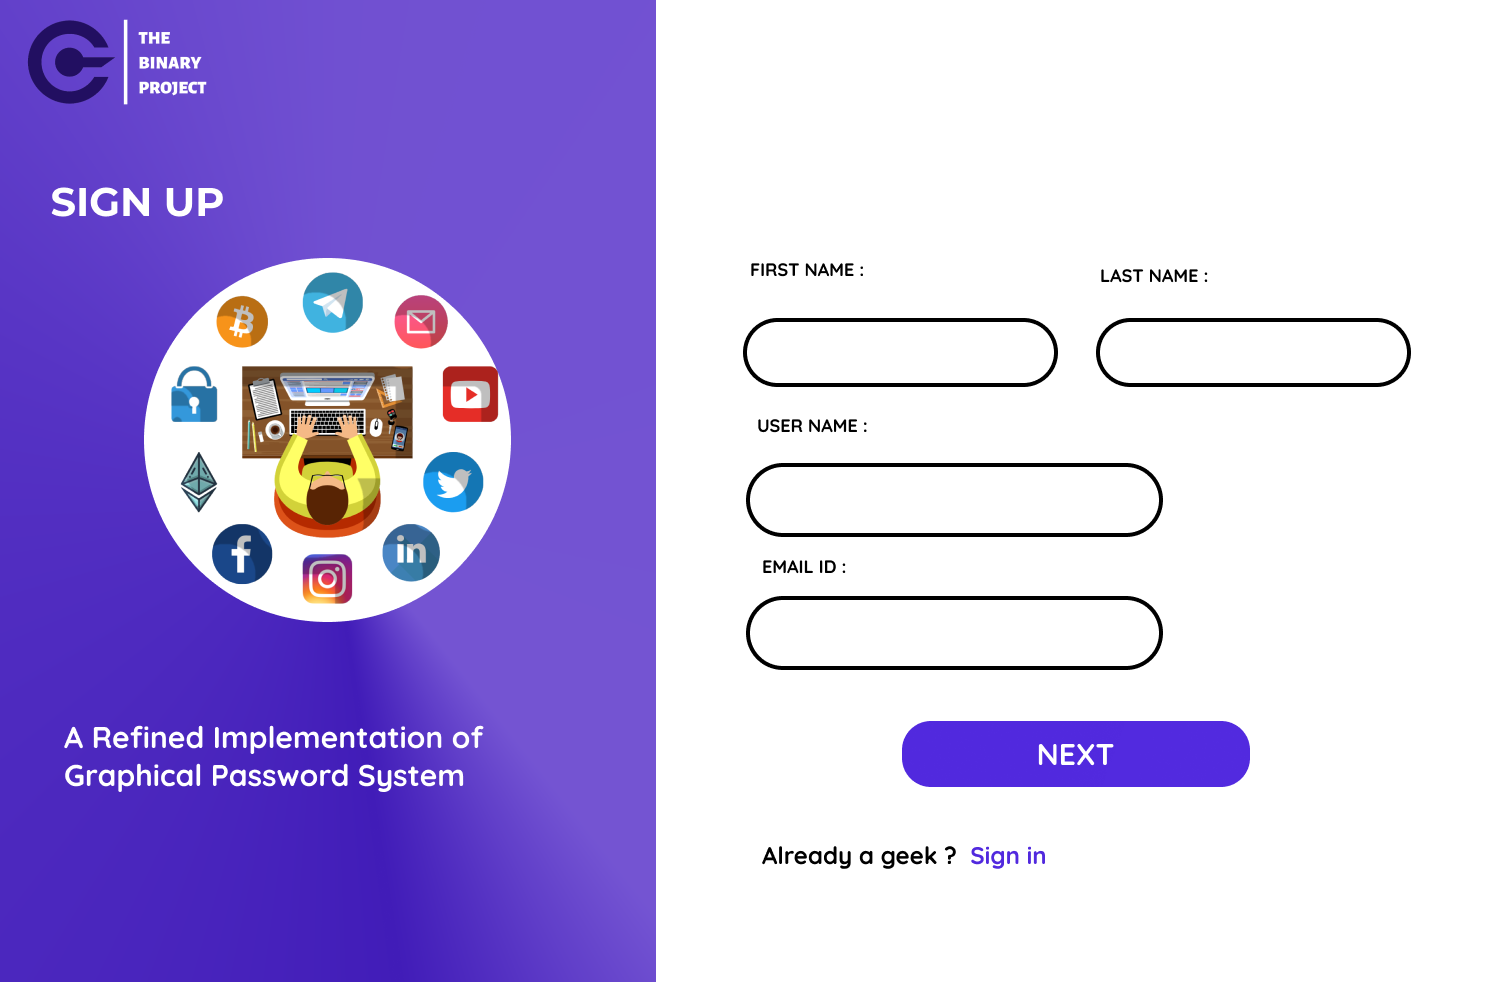 THE
BINARY
PROJECT
SIGN UP
A Refined Implementation of
Graphical Password System
FIRST NAME :
LAST NAME :
USER NAME :
EMAIL ID :
NEXT
Already a geek ? Sign in